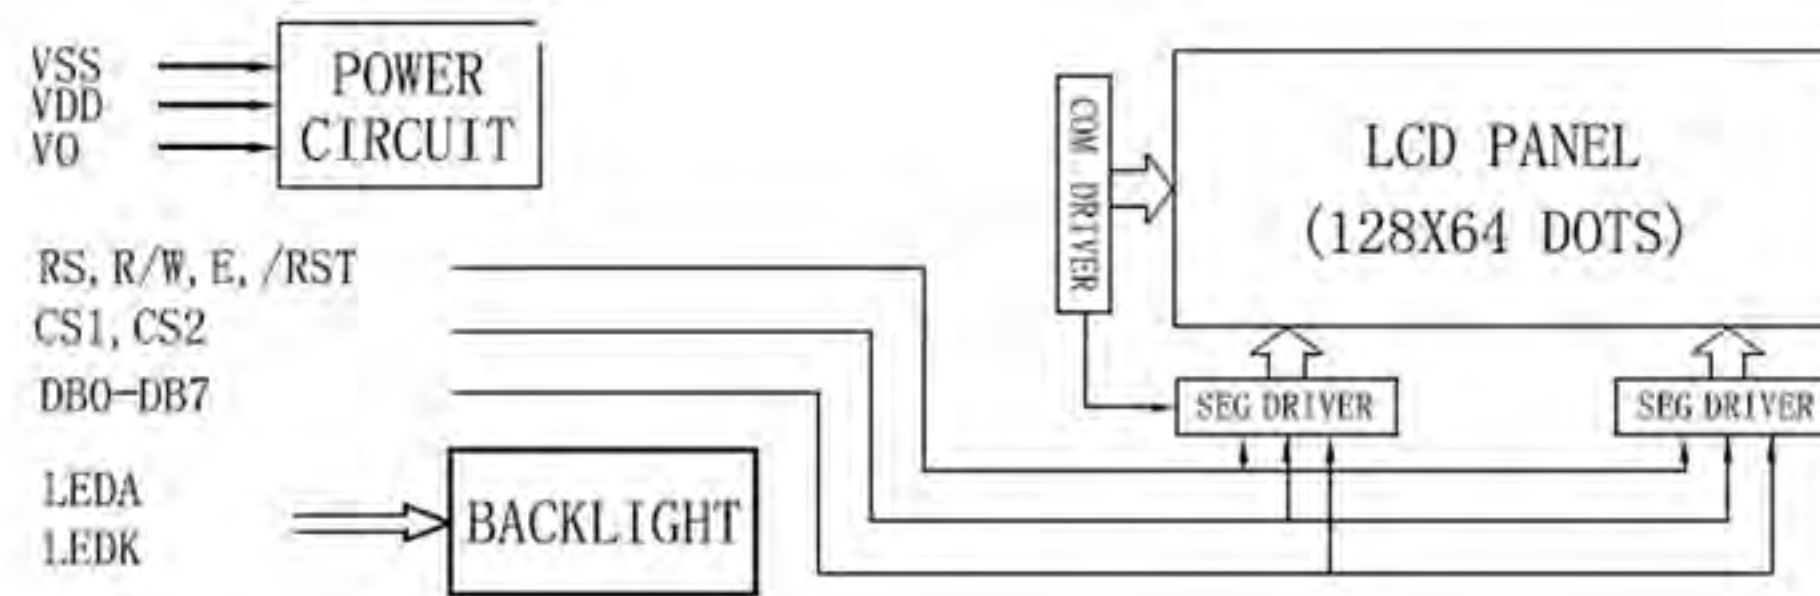 VSS
VDD
VO
POWER
CIRCUIT
RS, R/W, E, /RST
CS1, CS2
DB0-DB7
LEDA
LEDK
BACKLIGHT
COM DRIVER
LCD PANEL
(128X64 DOTS)
SEG DRIVER
SEG DRIVER